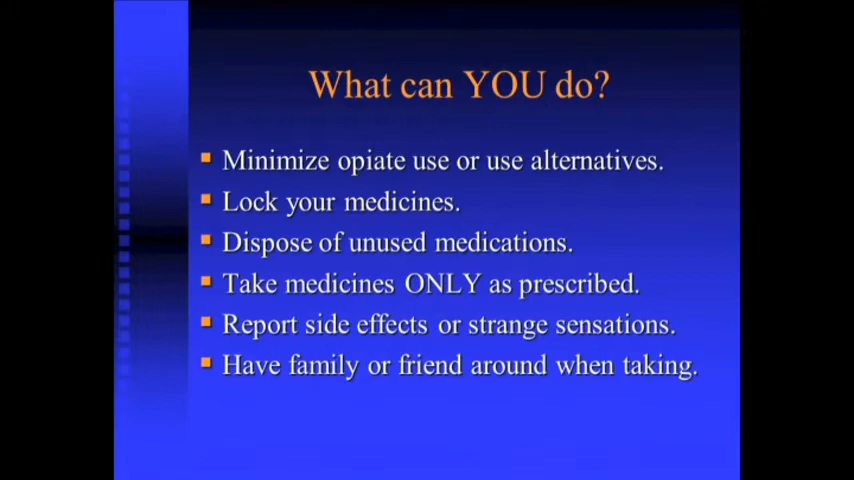 What can YOU do?
Minimize opiate use or use alternatives.
Lock your medicines.
Dispose of unused medications.
Take medicines ONLY as prescribed.
Report side effects or strange sensations.
Have family or friend around when taking.